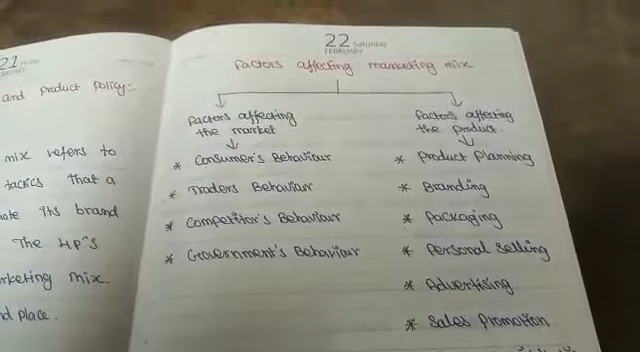 21
and Product Policy:-
mix refers to
tactics that a
note its brand
The 4P's
rketing mix.
nd place.
22 Saturday
FEBRUARY
Factors affecting marketing mix
Factors affecting
the market
* Consumer's Behaviour
* Traders Behaviour
* Competitor's Behaviour
* Government's Behaviour
Factors affecting
the product.
* Product planning
* Branding
* Packaging
* Personal selling
* Advertising
* Sales Promotion